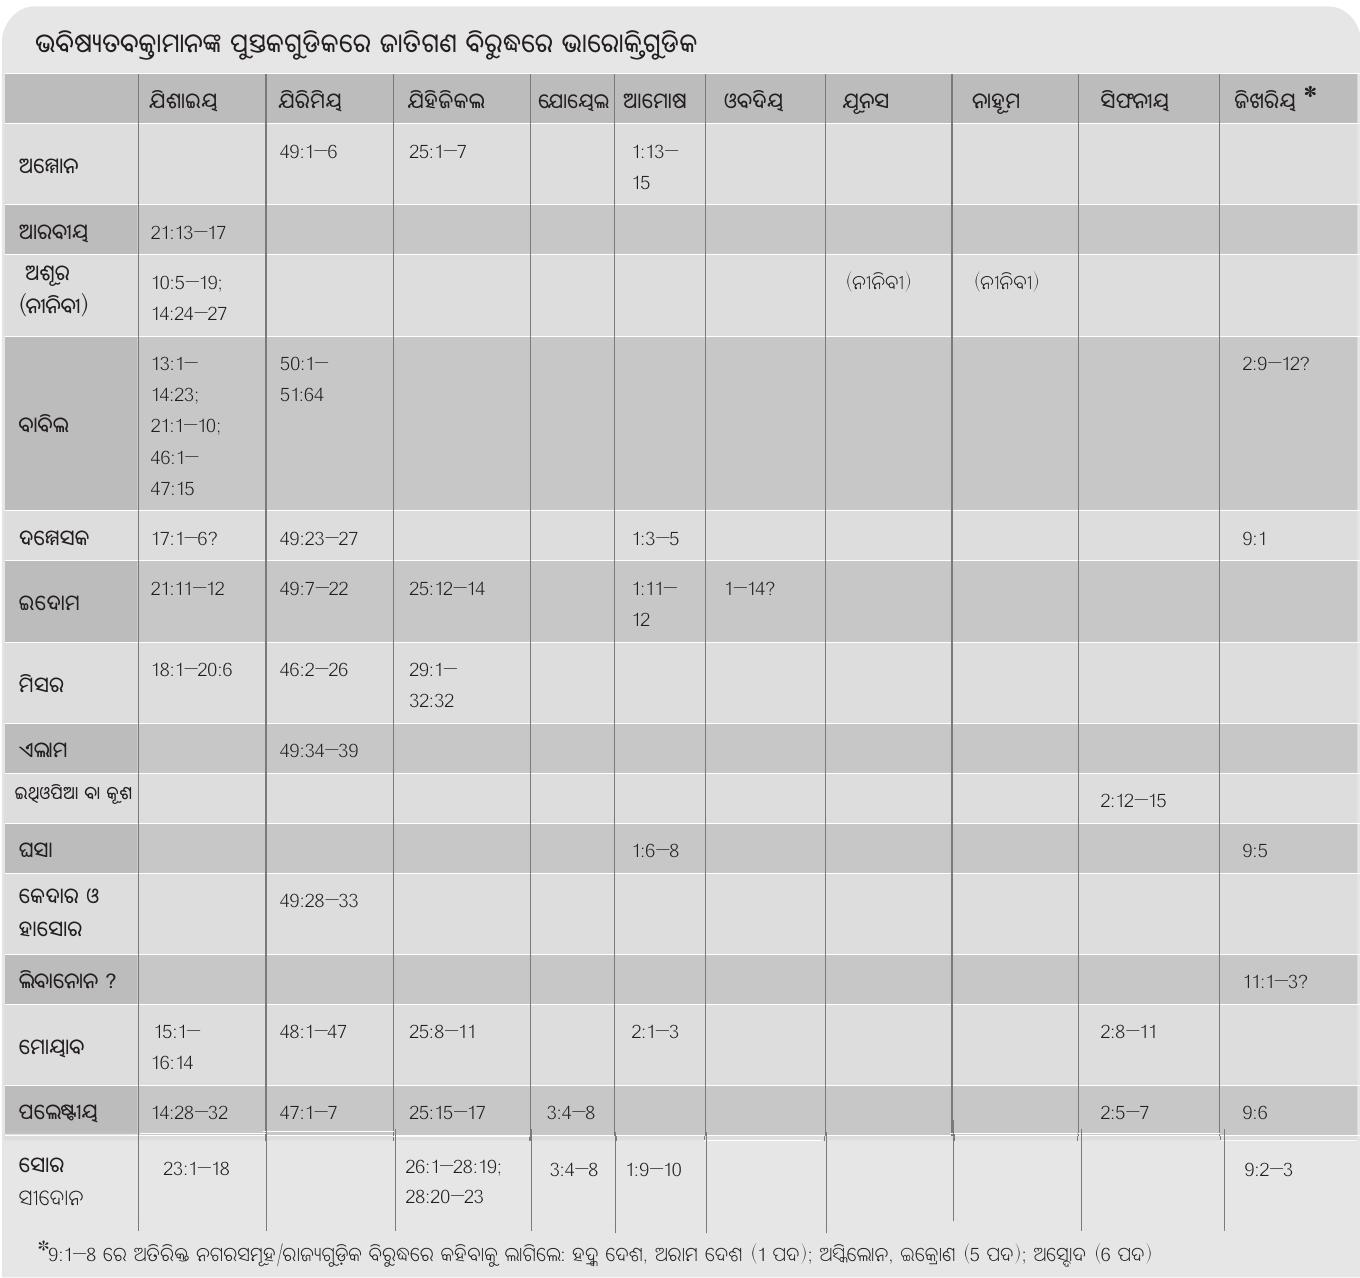 ଭବିଷ୍ୟତବକ୍ତାମାନଙ୍କ ପୁସ୍ତକଗୁଡିକରେ ଜାତିଗଣ ବିରୁଦ୍ଧରେ ଭାରୋକ୍ତିଗୁଡିକ
ଯିଶାଇୟ ଯିରିମିୟ ଯିହିଜିକଲ ଯୋୟେଲ ଆମୋଷ ଓବଦିୟ ଯୂନସ ନାହୂମ ସିଫନୀୟ ଜିଖରିୟ *
ଅମ୍ମୋନ 49:1—6 25:1—7 1:13—
15
ଆରବୀୟ 21:13—17
ଅଶୂର
(ନୀନିବୀ) 10:5—19;
14:24—27 (ନୀନିବୀ) (ନୀନିବୀ)
ବାବିଲ 13:1—
14:23;
21:1—10;
46:1—
47:15 50:1—
51:64 2:9—12?
ଦମ୍ମେସକ 17:1—6? 49:23—27 1:3—5 9:1
ଇଦୋମ 21:11—12 49:7—22 25:12—14 1:11—
12 1—14?
ମିସର 18:1—20:6 46:2—26 29:1—
32:32
ଏଲାମ 49:34—39
ଇଥିଓପିଆ ବା କୂଶ 2:12—15
ଘସା 1:6—8 9:5
କେଦାର ଓ
ହାସୋର 49:28—33
ଲିବାନୋନ ? 11:1—3?
ମୋୟାବ 15:1—
16:14 48:1—47 25:8—11 2:1—3 2:8—11
ପଲେଷ୍ଟୀୟ 14:28—32 47:1—7 25:15—17 3:4—8 2:5—7 9:6
ସୋର
ସୀଦୋନ 23:1—18 26:1—28:19;
28:20—23 3:4—8 1:9—10 9:2—3
*9:1—8 ରେ ଅତିରିକ୍ତ ନଗରସମୂହ/ରାଜ୍ୟଗୁଡ଼ିକ ବିରୁଦ୍ଧରେ କହିବାକୁ ଲାଗିଲେ: ହଦ୍ରକ ଦେଶ, ଅରାମ ଦେଶ (1 ପଦ); ଅସ୍କିଲୋନ, ଇକ୍ରୋଣ (5 ପଦ); ଅସ୍ଦୋଦ (6 ପଦ)